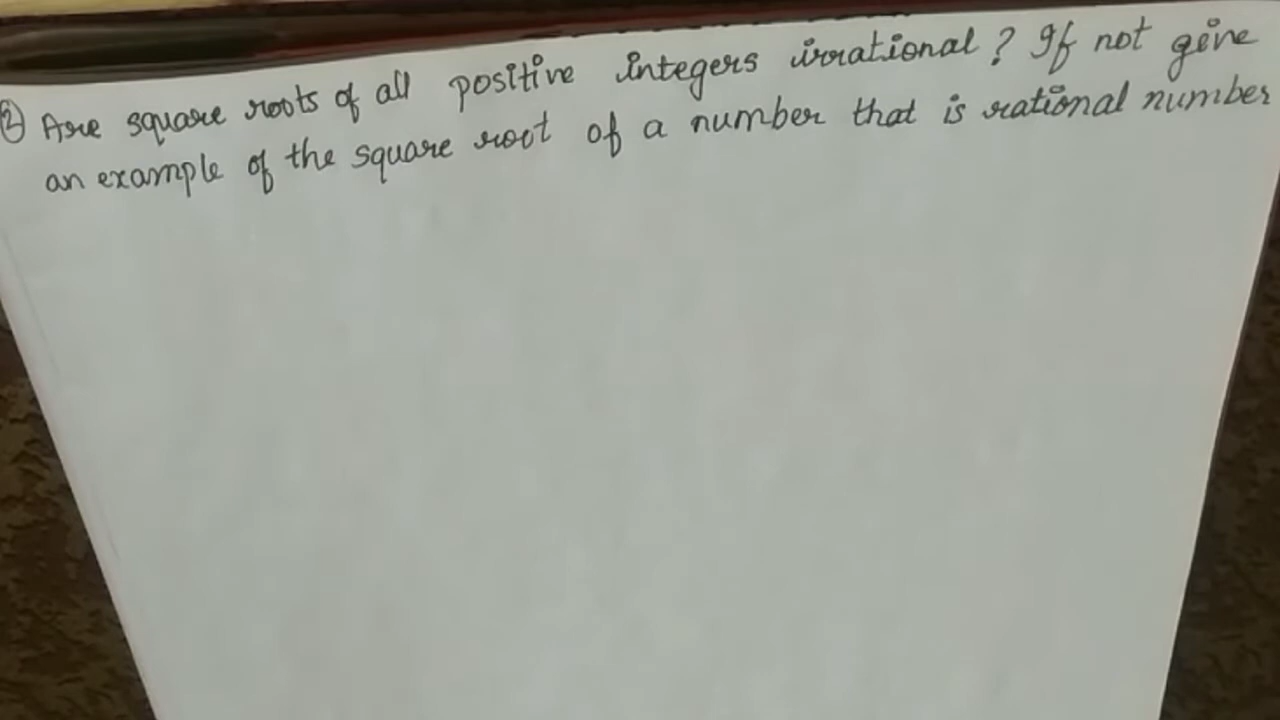 ② Are square roots of all positive integers irrational ? If not give
an example of the square root of a number that is rational number